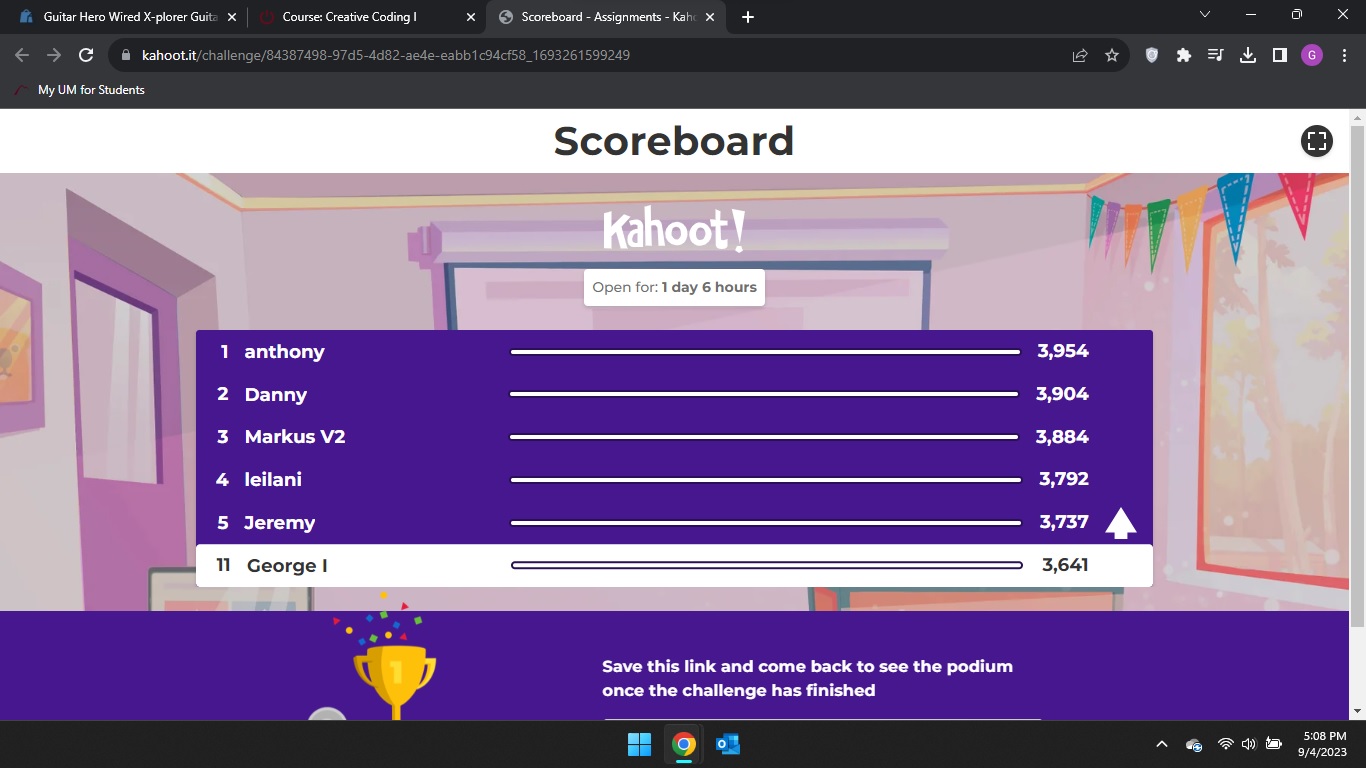 Guitar Hero Wired X-plorer Guita
Course: Creative Coding I
Scoreboard - Assignments - Kah
kahoot.it/challenge/84387498-97d5-4d82-ae4e-eabb1c94cf58_1693261599249
G
My UM for Students
Scoreboard
Kahoot!
Open for: 1 day 6 hours
1 anthony 3,954
2 Danny 3,904
3 Markus V2 3,884
4 leilani 3,792
5 Jeremy 3,737
11 George I 3,641
1
Save this link and come back to see the podium
once the challenge has finished
5:08 PM
9/4/2023